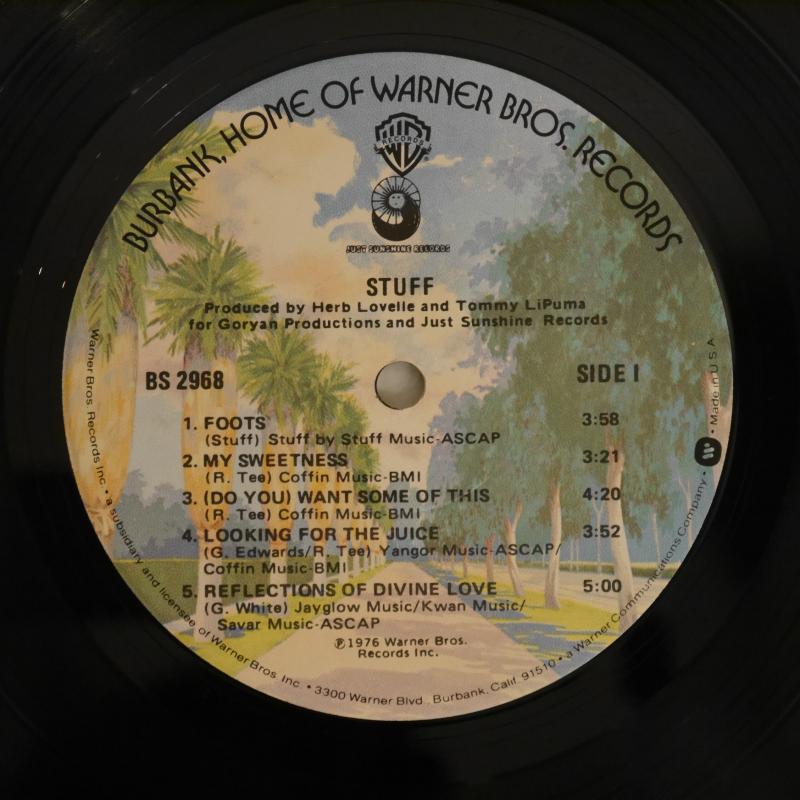 BURBANK, HOME OF WARNER BROS. RECORDS
RECORDS
JUST SUNSHINE RECORDS
STUFF
Produced by Herb Lovelle and Tommy LiPuma
for Goryan Productions and Just Sunshine Records
BS 2968
SIDE I
1. FOOTS 3:58
(Stuff) Stuff by Stuff Music-ASCAP
2. MY SWEETNESS 3:21
(R. Tee) Coffin Music-BMI
3. (DO YOU) WANT SOME OF THIS 4:20
(R. Tee) Coffin Music-BMI
4. LOOKING FOR THE JUICE 3:52
(G. Edwards/R. Tee) Yangor Music-ASCAP/
Coffin Music-BMI
5. REFLECTIONS OF DIVINE LOVE 5:00
(G. White) Jayglow Music/Kwan Music/
Savar Music-ASCAP
℗1976 Warner Bros.
Records Inc.
Warner Bros. Records Inc. • a subsidiary and licensee of Warner Bros. Inc. • 3300 Warner Blvd., Burbank, Calif. 91510 • a Warner Communications Company • Made in U.S.A.